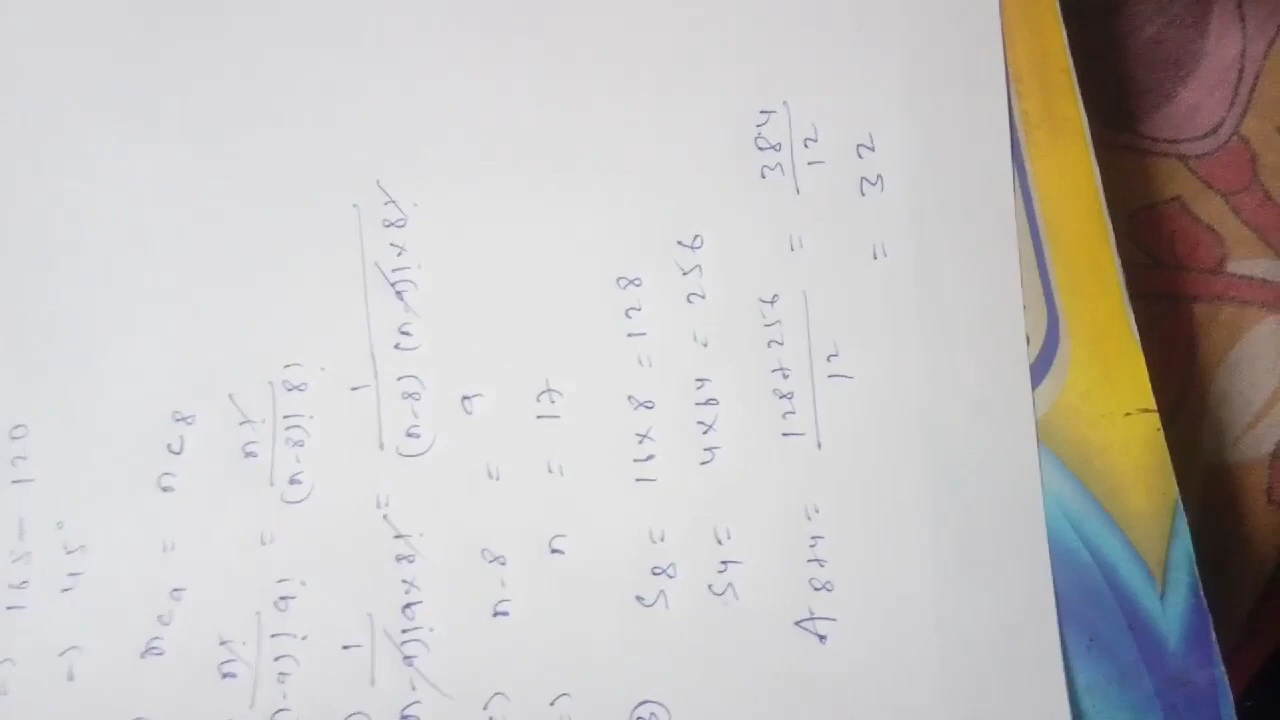 =) 165 - 120
=) 45°
nc9 = nc8
n! / (n-9)! 9! = n! / (n-8)! 8!
1 / (n-9)! 9 x 8! = 1 / (n-8) (n-9)! x 8!
=) n-8 = 9
=) n = 17
3) S8 = 16 x 8 = 128
S4 = 4 x 64 = 256
A 8+4 = 128 + 256 / 12 = 384 / 12
= 32